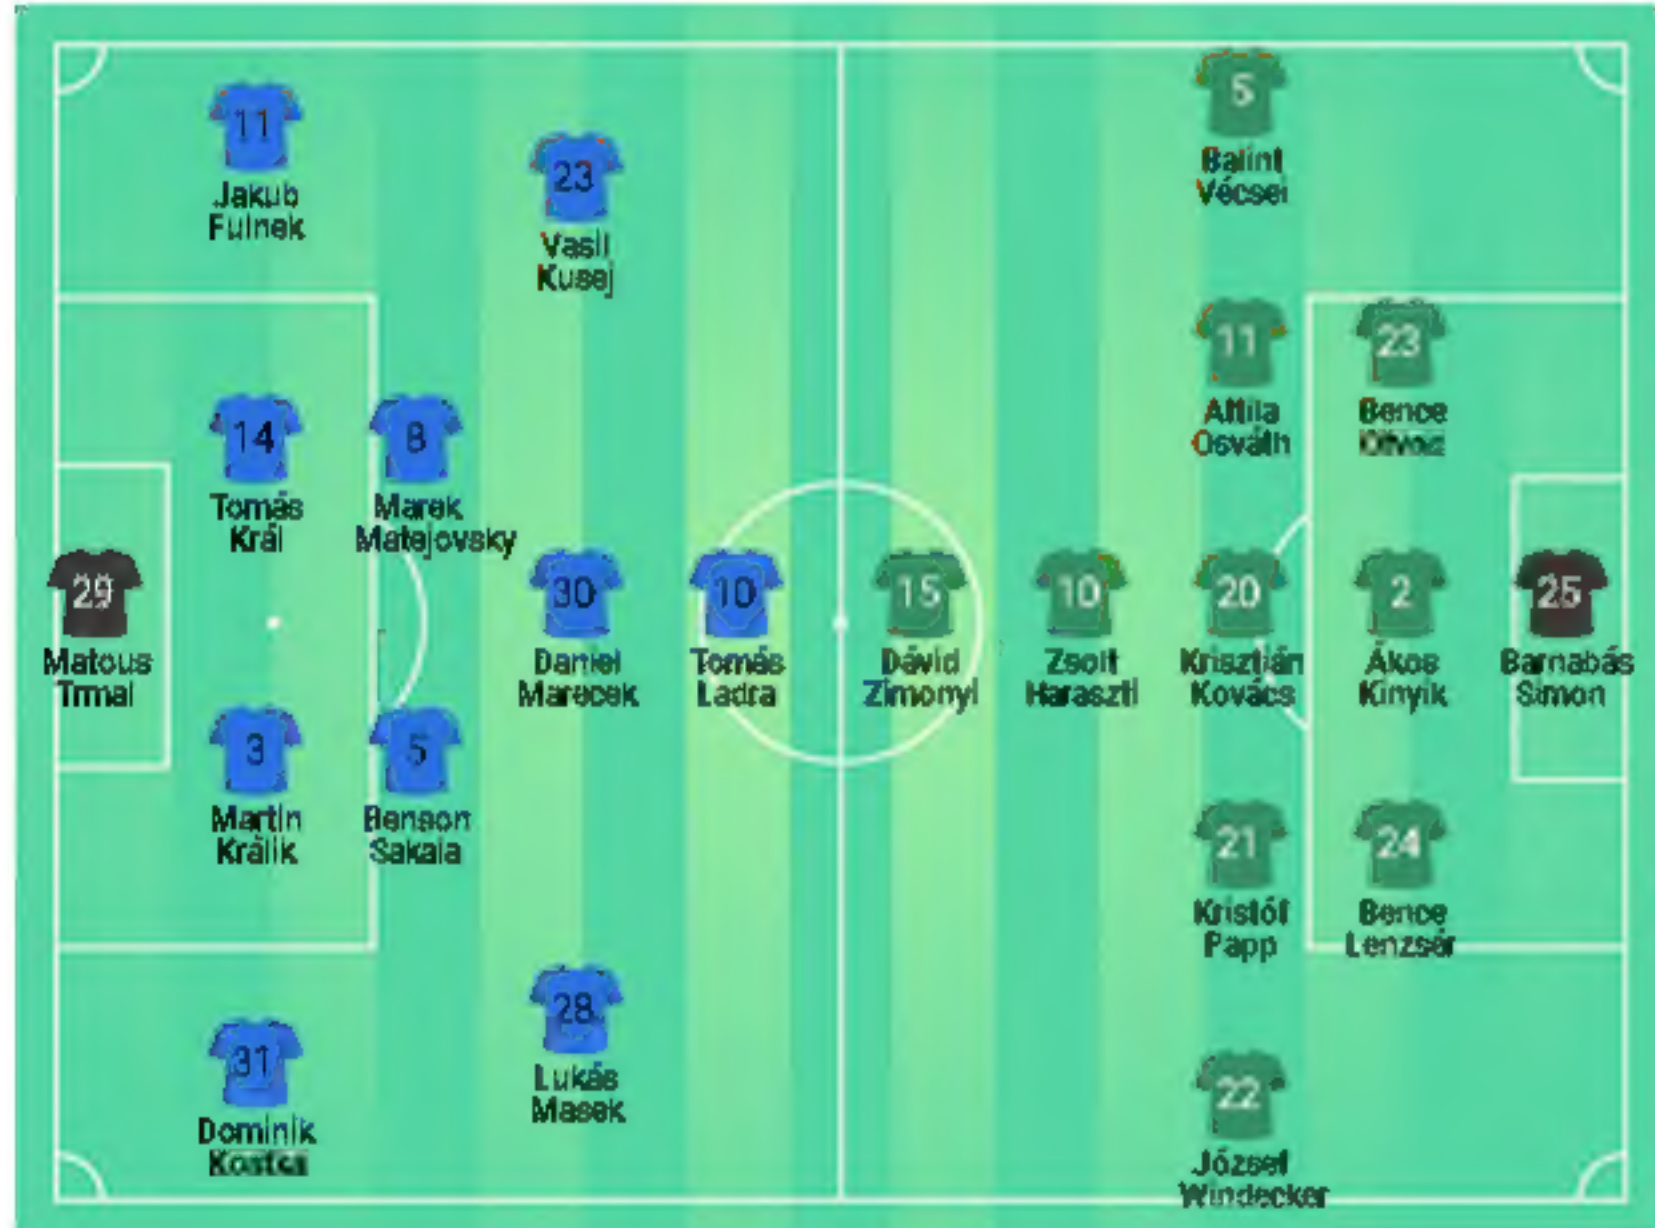 11
Jakub
Fulnek
14
Tomás
Král
3
Martin
Králik
31
Dominik
29
Matous
Trmal
8
Marek
Matejovsky
5
Benson
Sakala
23
Vasil
Kusej
30
Daniel
Marecek
28
Lukás
Masek
10
Tomás
Ladra
15
Dávid
Zimonyi
10
Zsolt
Haraszti
5
Bálint
Vécsei
11
Attila
Osváth
20
Krisztián
Kovács
21
Kristóf
Papp
22
József
Windecker
23
Bence
2
Ákos
Kinyik
24
Bence
Lenzsér
25
Barnabás
Simon